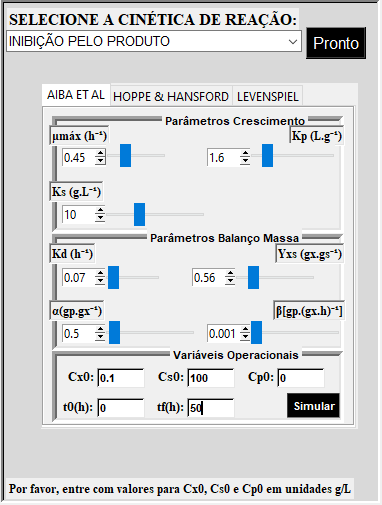 SELECIONE A CINÉTICA DE REAÇÃO:
INIBIÇÃO PELO PRODUTO
Pronto
AIBA ET AL HOPPE & HANSFORD LEVENSPIEL
Parâmetros Crescimento
μmáx (h⁻¹) Kp (L.g⁻¹)
0.45 1.6
Ks (g.L⁻¹)
10
Parâmetros Balanço Massa
Kd (h⁻¹) Yxs (gx.gs⁻¹)
0.07 0.56
α(gp.gx⁻¹) β[gp.(gx.h)⁻¹]
0.5 0.001
Variáveis Operacionais
Cx0: 0.1 Cs0: 100 Cp0: 0
t0(h): 0 tf(h): 50 Simular
Por favor, entre com valores para Cx0, Cs0 e Cp0 em unidades g/L